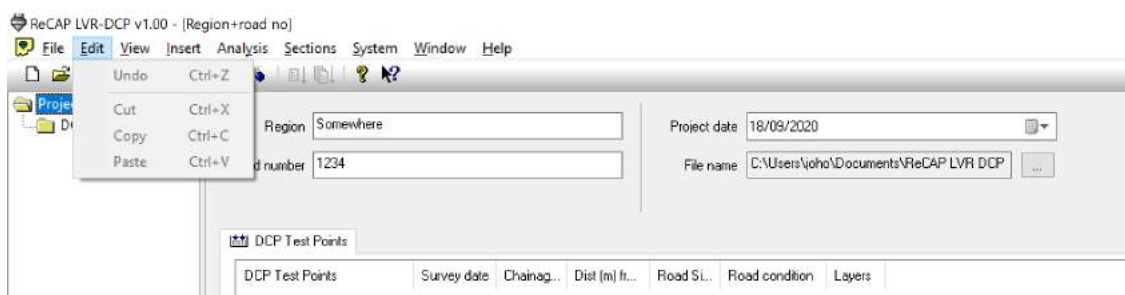 ReCAP LVR-DCP v1.00 - [Region+road no]
File Edit View Insert Analysis Sections System Window Help
Undo Ctrl+Z
Cut Ctrl+X
Copy Ctrl+C
Paste Ctrl+V
Projec
D
Region Somewhere
d number 1234
Project date 18/09/2020
File name C:\Users\joho\Documents\ReCAP LVR DCP ...
DCP Test Points
DCP Test Points Survey date Chainag... Dist (m) fr... Road Si... Road condition Layers